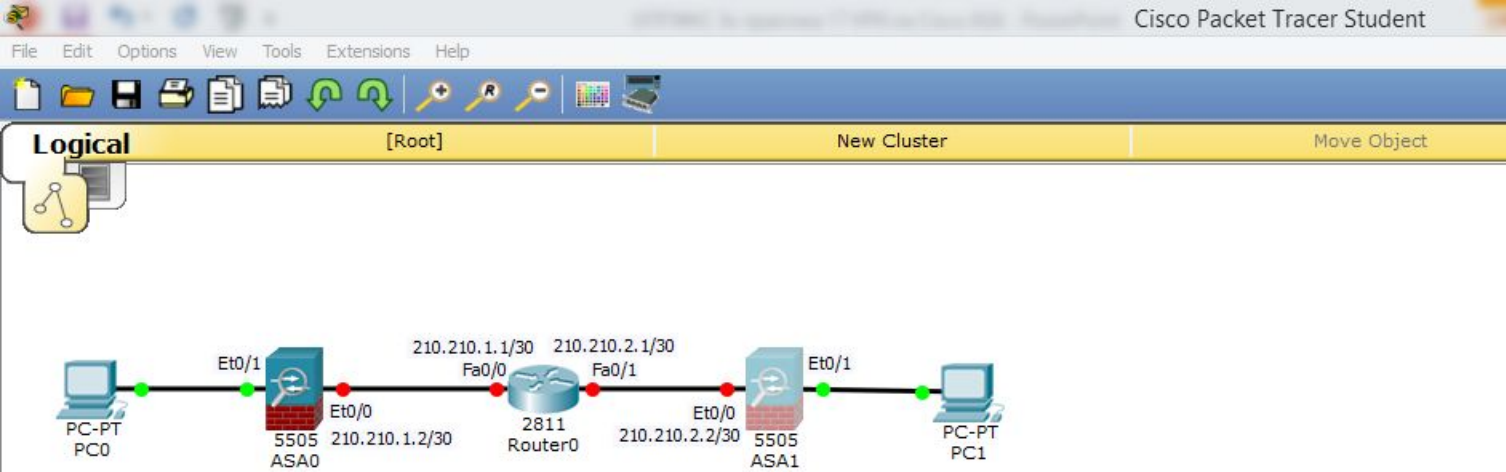 Cisco Packet Tracer Student
File Edit Options View Tools Extensions Help
Logical [Root] New Cluster Move Object
210.210.1.1/30 210.210.2.1/30
Et0/1 Fa0/0 Fa0/1 Et0/1
Et0/0 Et0/0
210.210.1.2/30 210.210.2.2/30
PC-PT
PC0
5505
ASA0
2811
Router0
5505
ASA1
PC-PT
PC1